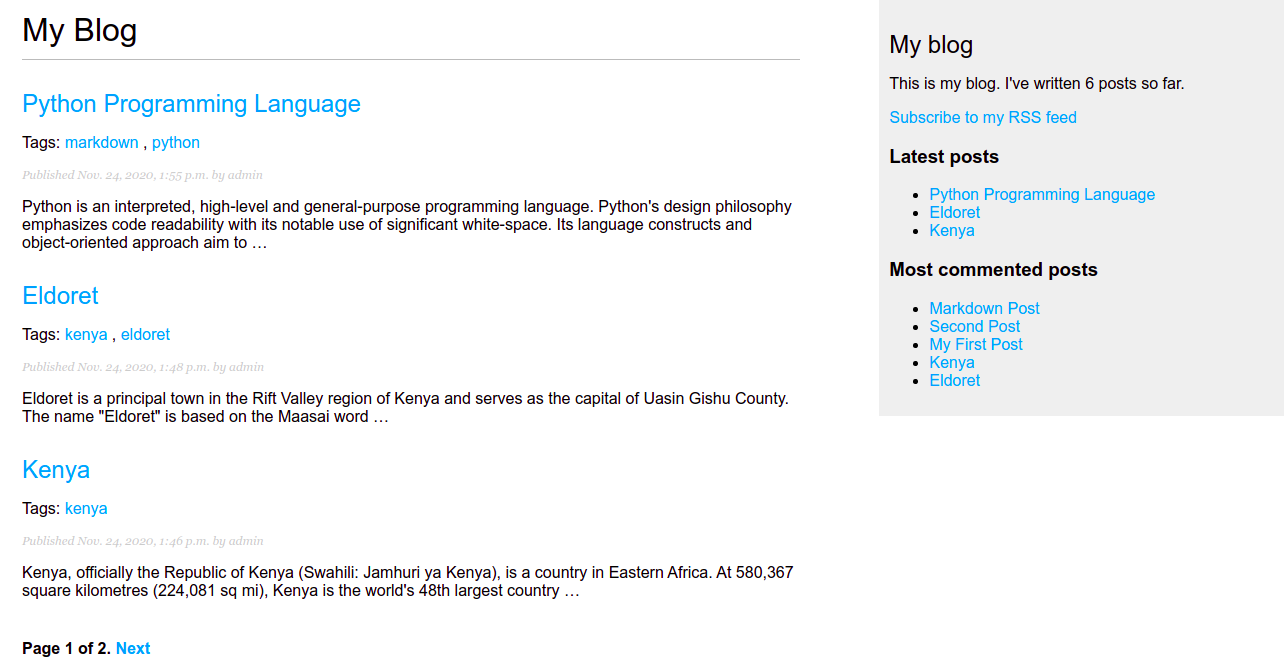 My Blog
Python Programming Language
Tags: markdown , python
Published Nov. 24, 2020, 1:55 p.m. by admin
Python is an interpreted, high-level and general-purpose programming language. Python's design philosophy
emphasizes code readability with its notable use of significant white-space. Its language constructs and
object-oriented approach aim to …
Eldoret
Tags: kenya , eldoret
Published Nov. 24, 2020, 1:48 p.m. by admin
Eldoret is a principal town in the Rift Valley region of Kenya and serves as the capital of Uasin Gishu County.
The name "Eldoret" is based on the Maasai word …
Kenya
Tags: kenya
Published Nov. 24, 2020, 1:46 p.m. by admin
Kenya, officially the Republic of Kenya (Swahili: Jamhuri ya Kenya), is a country in Eastern Africa. At 580,367
square kilometres (224,081 sq mi), Kenya is the world's 48th largest country …
Page 1 of 2. Next
My blog
This is my blog. I've written 6 posts so far.
Subscribe to my RSS feed
Latest posts
• Python Programming Language
• Eldoret
• Kenya
Most commented posts
• Markdown Post
• Second Post
• My First Post
• Kenya
• Eldoret